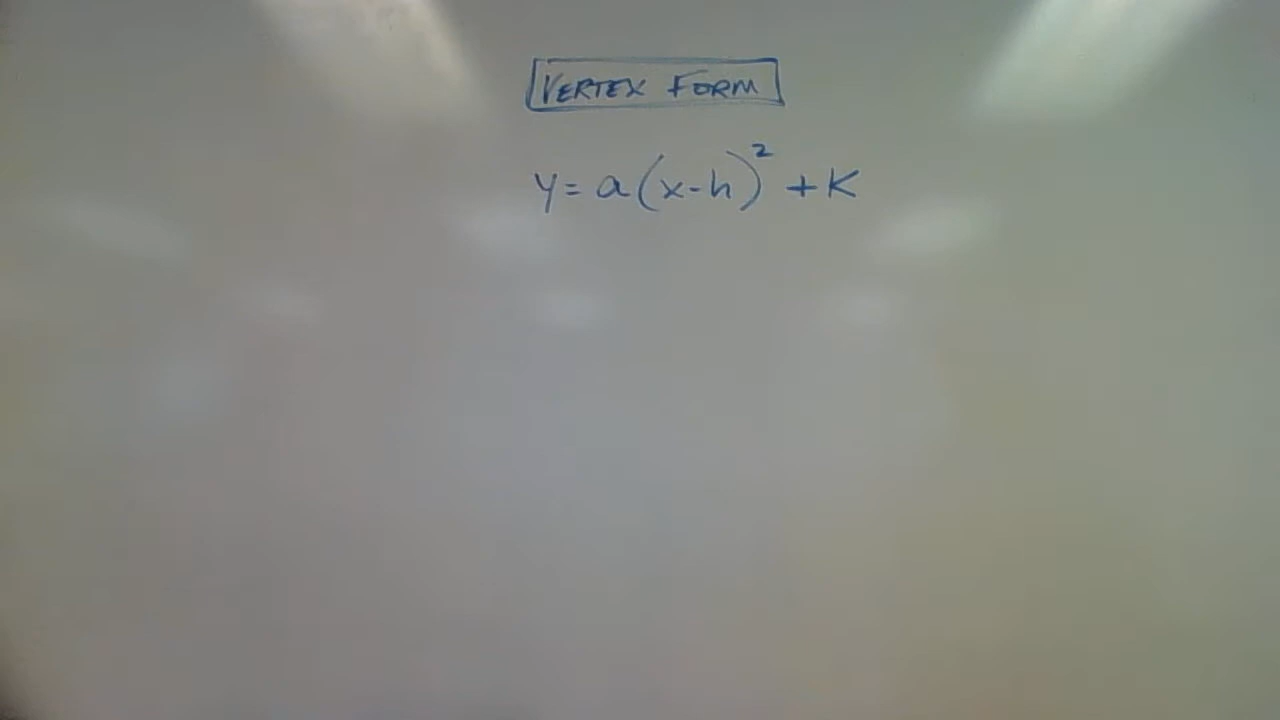 VERTEX FORM
y = a(x-h)² + K